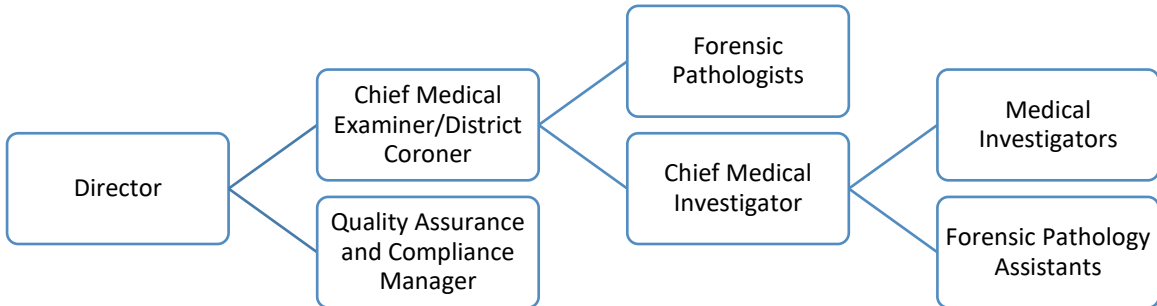 Director
Chief Medical
Examiner/District
Coroner
Quality Assurance
and Compliance
Manager
Forensic
Pathologists
Chief Medical
Investigator
Medical
Investigators
Forensic Pathology
Assistants